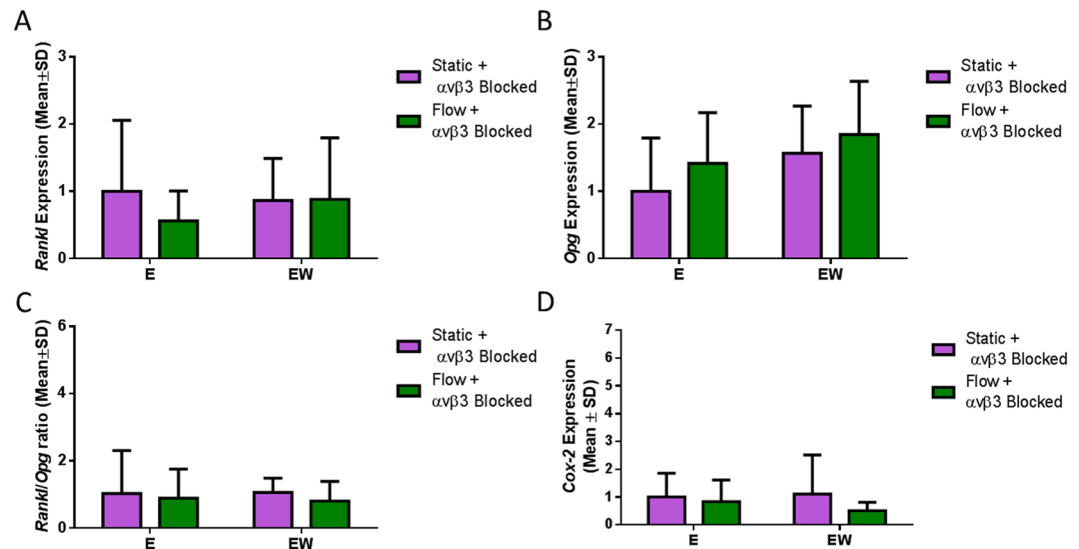 A
Rankl Expression (Mean±SD)
3
2
1
0
E
EW
Static +
αvβ3 Blocked
Flow +
αvβ3 Blocked
B
Opg Expression (Mean±SD)
3
2
1
0
E
EW
Static +
αvβ3 Blocked
Flow +
αvβ3 Blocked
C
Rankl/Opg ratio (Mean±SD)
6
4
2
0
E
EW
Static +
αvβ3 Blocked
Flow +
αvβ3 Blocked
D
Cox-2 Expression
(Mean ± SD)
7
6
5
4
3
2
1
0
E
EW
Static +
αvβ3 Blocked
Flow +
αvβ3 Blocked